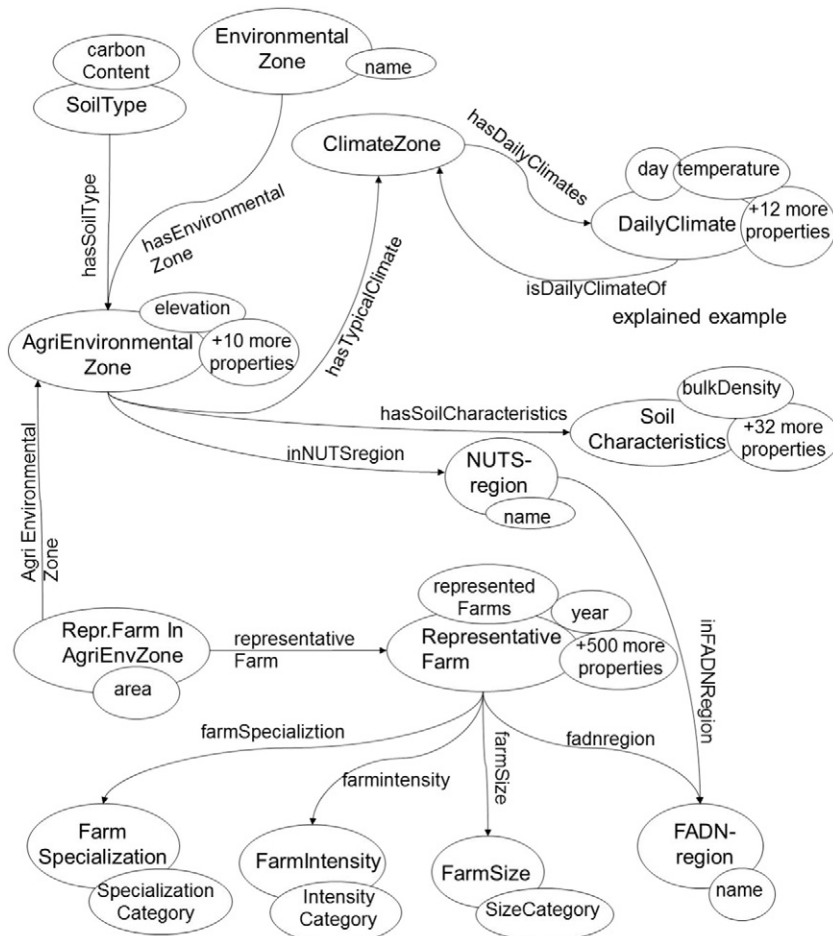 carbon
Content
SoilType
Environmental
Zone
name
hasSoilType
hasEnvironmental
Zone
ClimateZone
hasDailyClimates
day
temperature
DailyClimate
+12 more
properties
isDailyClimateOf
explained example
hasTypicalClimate
elevation
AgriEnvironmental
Zone
+10 more
properties
hasSoilCharacteristics
bulkDensity
Soil
Characteristics
+32 more
properties
inNUTSregion
NUTS-
region
name
Agri Environmental
Zone
Repr.Farm In
AgriEnvZone
area
representative
Farm
represented
Farms
year
Representative
Farm
+500 more
properties
inFADNRegion
farmSpecializtion
farmintensity
farmSize
fadnregion
Farm
Specialization
Specialization
Category
FarmIntensity
Intensity
Category
FarmSize
SizeCategory
FADN-
region
name